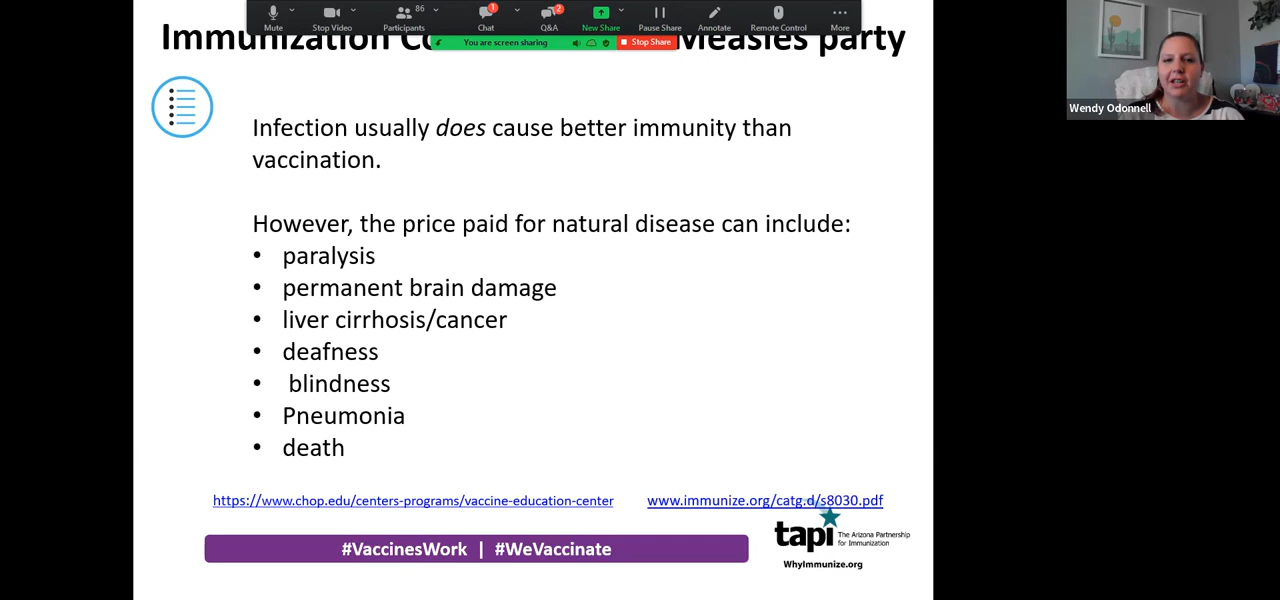 Mute
Stop Video
86
Participants
1
Chat
2
Q&A
New Share
Pause Share
Annotate
Remote Control
More
You are screen sharing
Stop Share
Immunization Measles party
Wendy Odonnell
Infection usually does cause better immunity than
vaccination.
However, the price paid for natural disease can include:
• paralysis
• permanent brain damage
• liver cirrhosis/cancer
• deafness
• blindness
• Pneumonia
• death
https://www.chop.edu/centers-programs/vaccine-education-center
www.immunize.org/catg.d/s8030.pdf
#VaccinesWork | #WeVaccinate
tapi
The Arizona Partnership
for Immunization
WhyImmunize.org